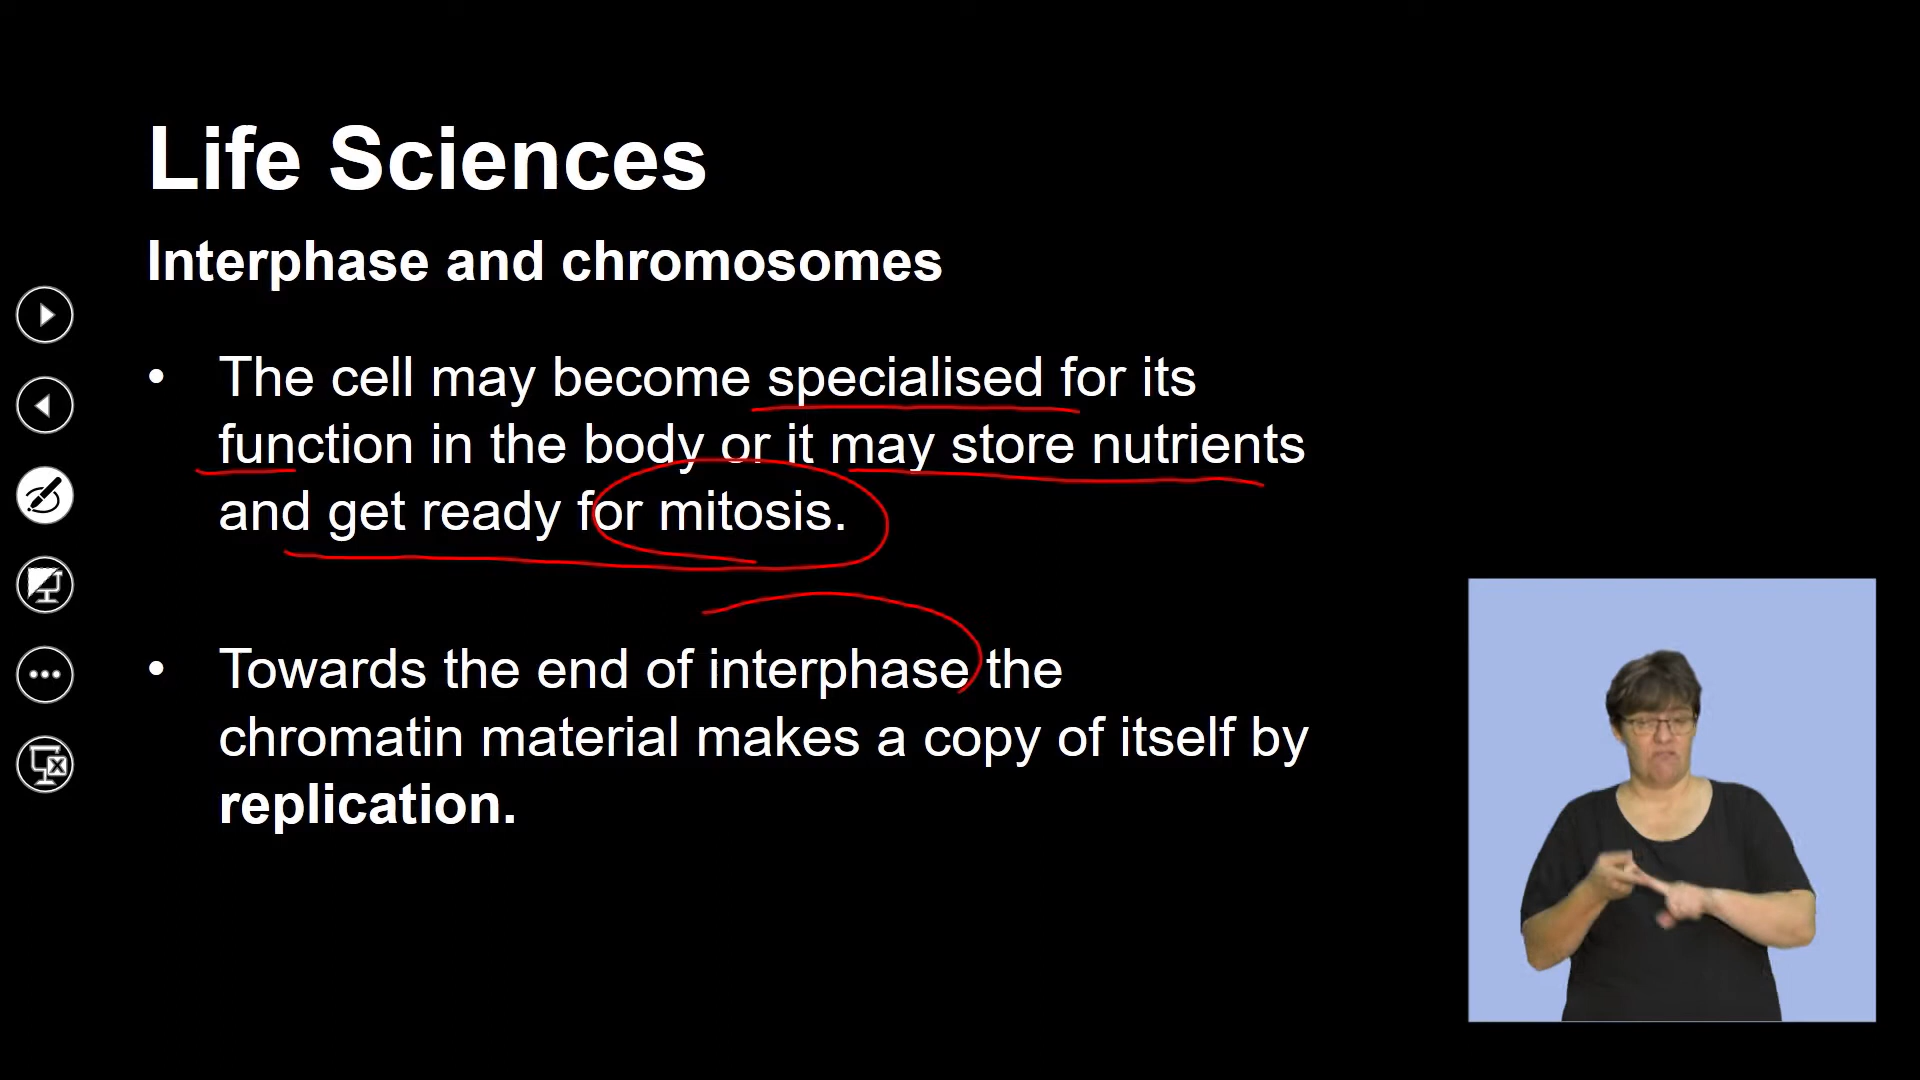 Life Sciences
Interphase and chromosomes
• The cell may become specialised for its
function in the body or it may store nutrients
and get ready for mitosis.
• Towards the end of interphase the
chromatin material makes a copy of itself by
replication.